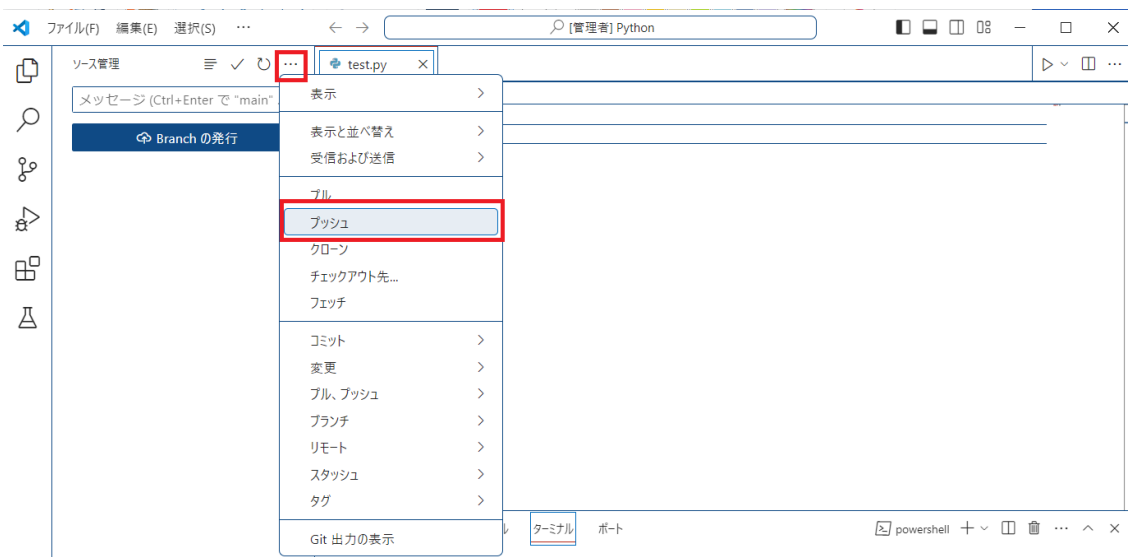 ファイル(F) 編集(E) 選択(S) … [管理者] Python
ソース管理
test.py
メッセージ (Ctrl+Enter で "main"
Branch の発行
表示
表示と並べ替え
受信および送信
プル
プッシュ
クローン
チェックアウト先...
フェッチ
コミット
変更
プル、プッシュ
ブランチ
リモート
スタッシュ
タグ
Git 出力の表示
ターミナル ポート powershell